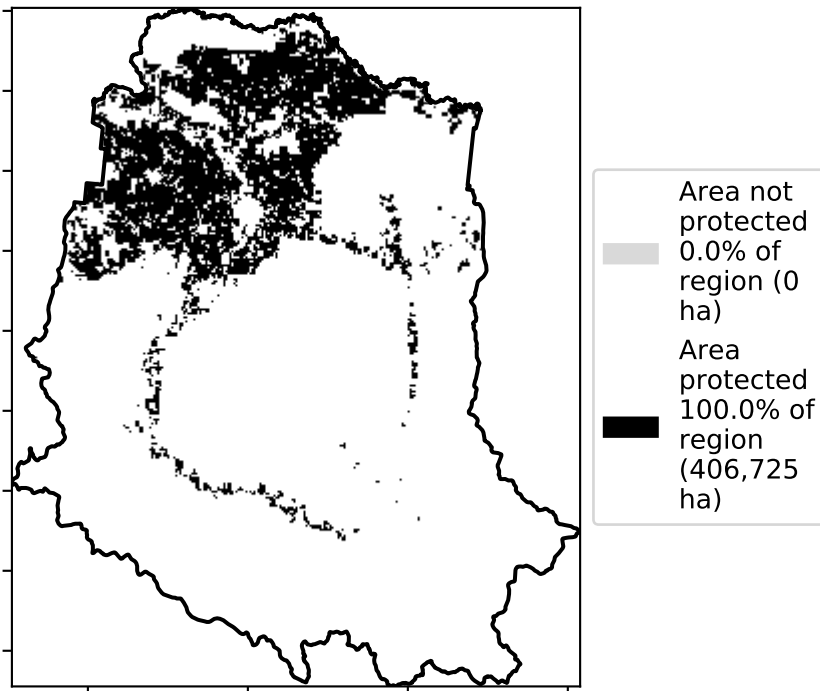 Area not
protected
0.0% of
region (0
ha)
Area
protected
100.0% of
region
(406,725
ha)